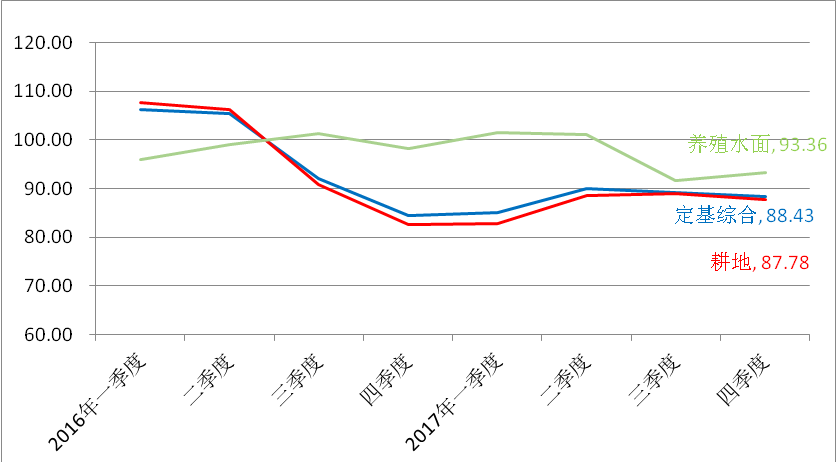 120.00
110.00
100.00
90.00
80.00
70.00
60.00
养殖水面, 93.36
定基综合, 88.43
耕地, 87.78
2016年一季度
二季度
三季度
四季度
2017年一季度
二季度
三季度
四季度